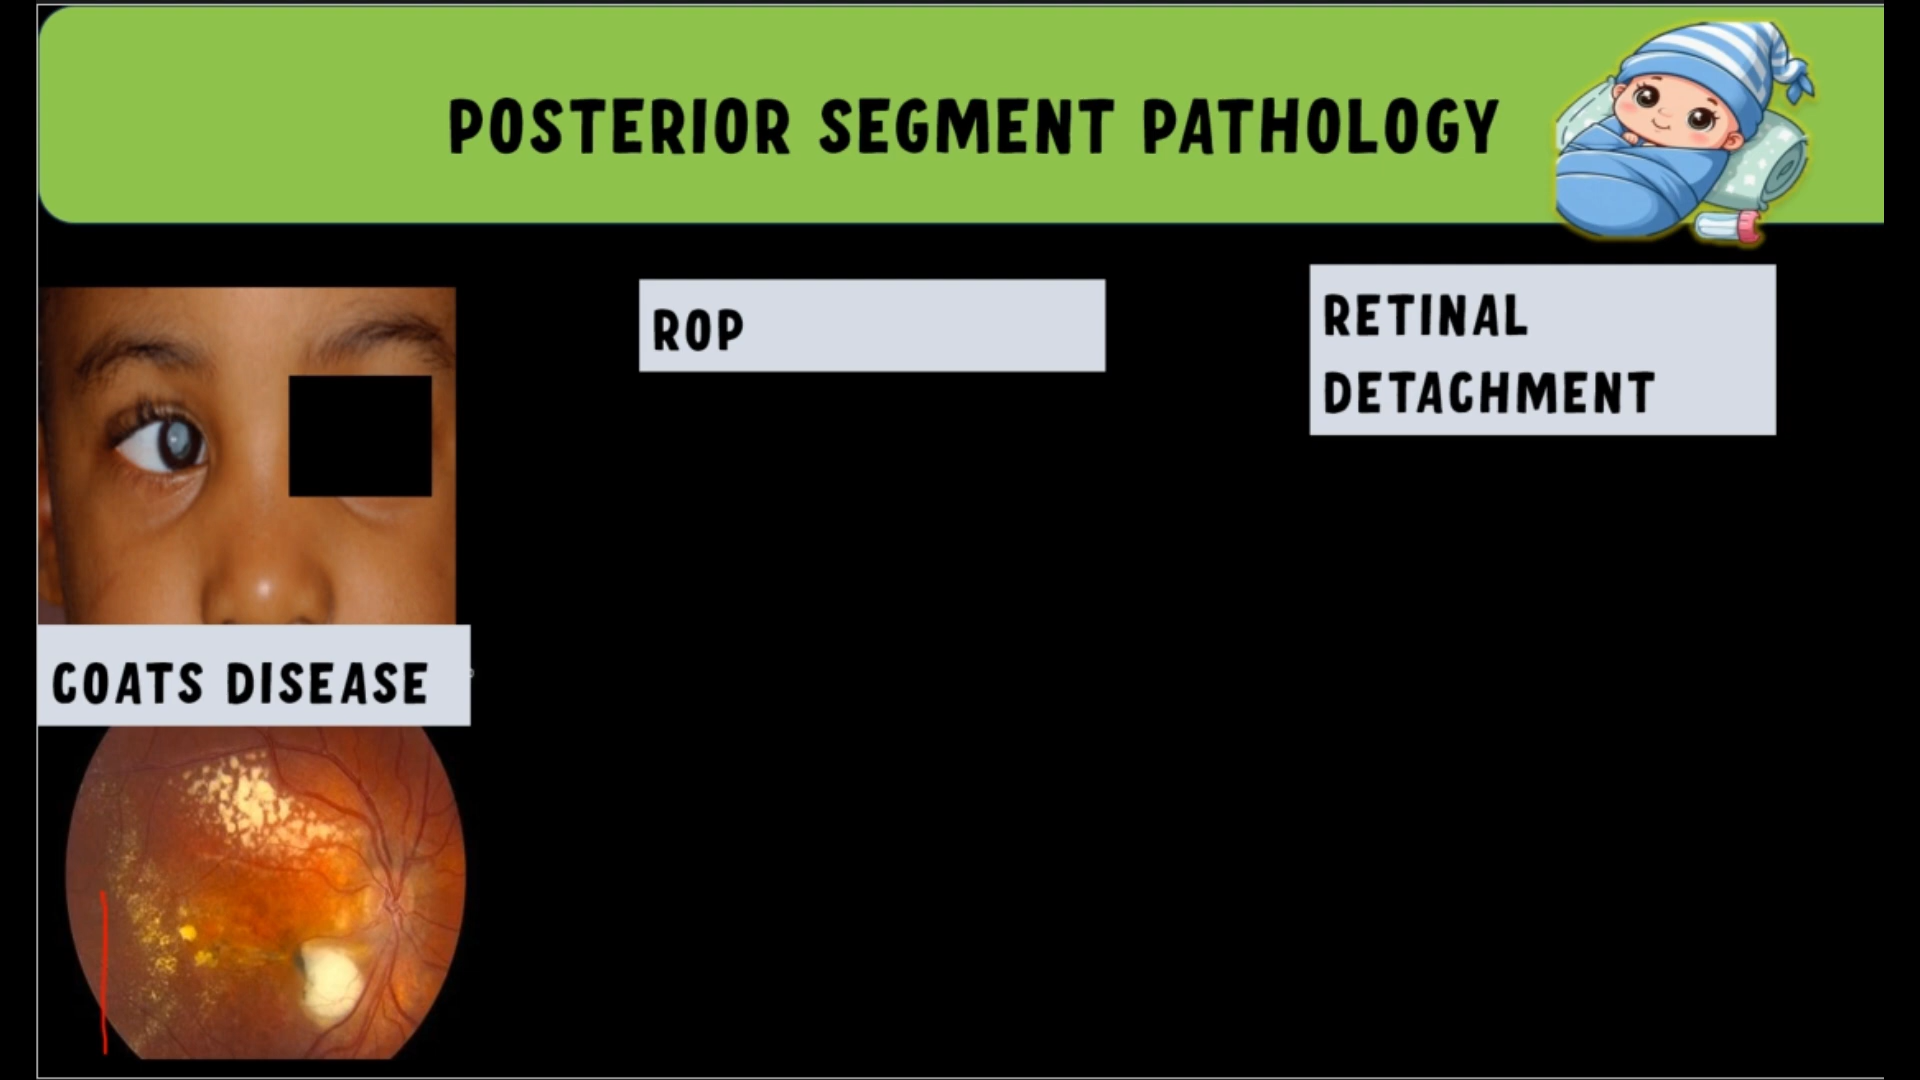 POSTERIOR SEGMENT PATHOLOGY
ROP
RETINAL
DETACHMENT
COATS DISEASE